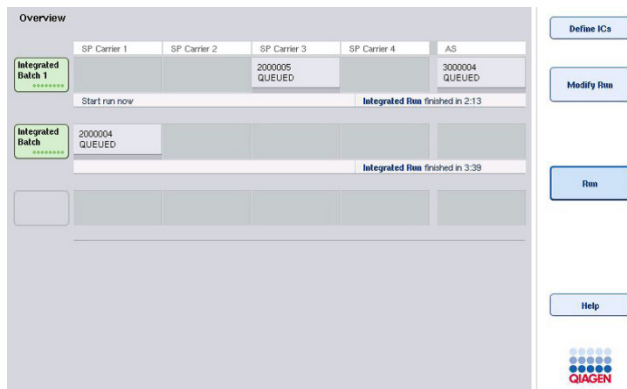 Overview
Define ICs
SP Carrier 1 SP Carrier 2 SP Carrier 3 SP Carrier 4 AS
Integrated
Batch 1
2000005
QUEUED
3000004
QUEUED
Modify Run
Start run now Integrated Run finished in 2:13
Integrated
Batch
2000004
QUEUED
Integrated Run finished in 3:39
Run
Help
QIAGEN